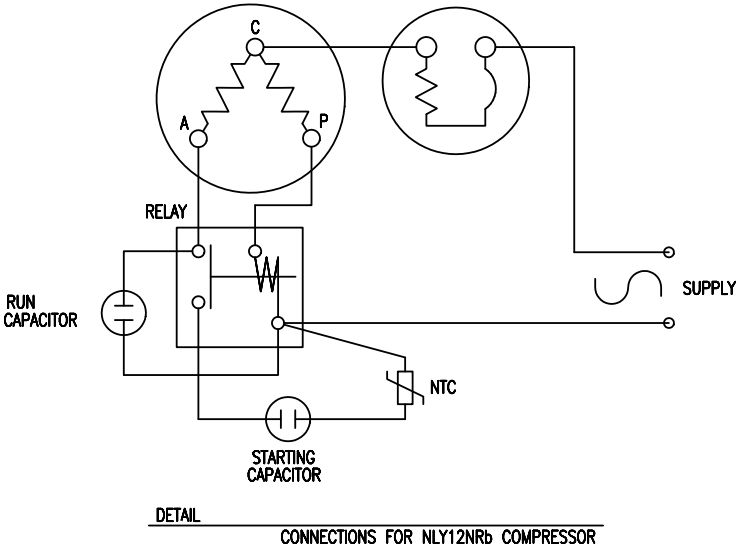 C
A
P
RELAY
RUN
CAPACITOR
SUPPLY
NTC
STARTING
CAPACITOR
DETAIL
CONNECTIONS FOR NLY12NRb COMPRESSOR